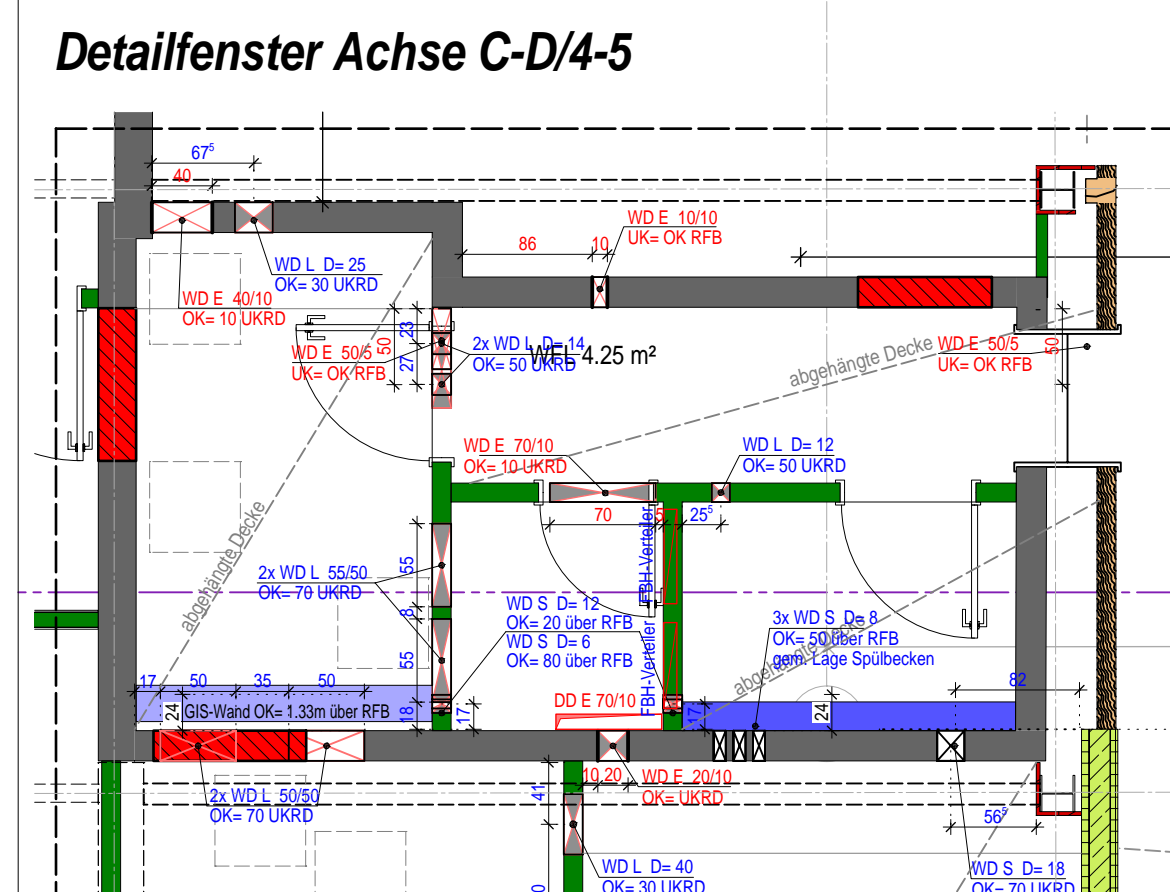 Detailfenster Achse C-D/4-5
67⁵
40
WD E 10/10
UK= OK RFB
86
10
WD L D= 25
OK= 30 UKRD
WD E 40/10
OK= 10 UKRD
23
50
27
WD E 50/5
UK= OK RFB
2x WD L D= 14
OK= 50 UKRD
WEL 4.25 m²
abgehängte Decke
WD E 50/5
UK= OK RFB
50
WD E 70/10
OK= 10 UKRD
WD L D= 12
OK= 50 UKRD
70
5
25⁵
abgehängte Decke
FBH-Verteiler
55
8
55
18
2x WD L 55/50
OK= 70 UKRD
WD S D= 12
OK= 20 über RFB
WD S D= 6
OK= 80 über RFB
FBH-Verteiler
3x WD S D= 8
OK= 50 über RFB
gem. Lage Spülbecken
abgehängte Decke
17
50
35
50
82
24
GIS-Wand OK= 1.33m über RFB
17
DD E 70/10
17
24
10
20
WD E 20/10
OK= UKRD
2x WD L 50/50
OK= 70 UKRD
41
56⁵
WD L D= 40
OK= 30 UKRD
WD S D= 18
OK= 70 UKRD